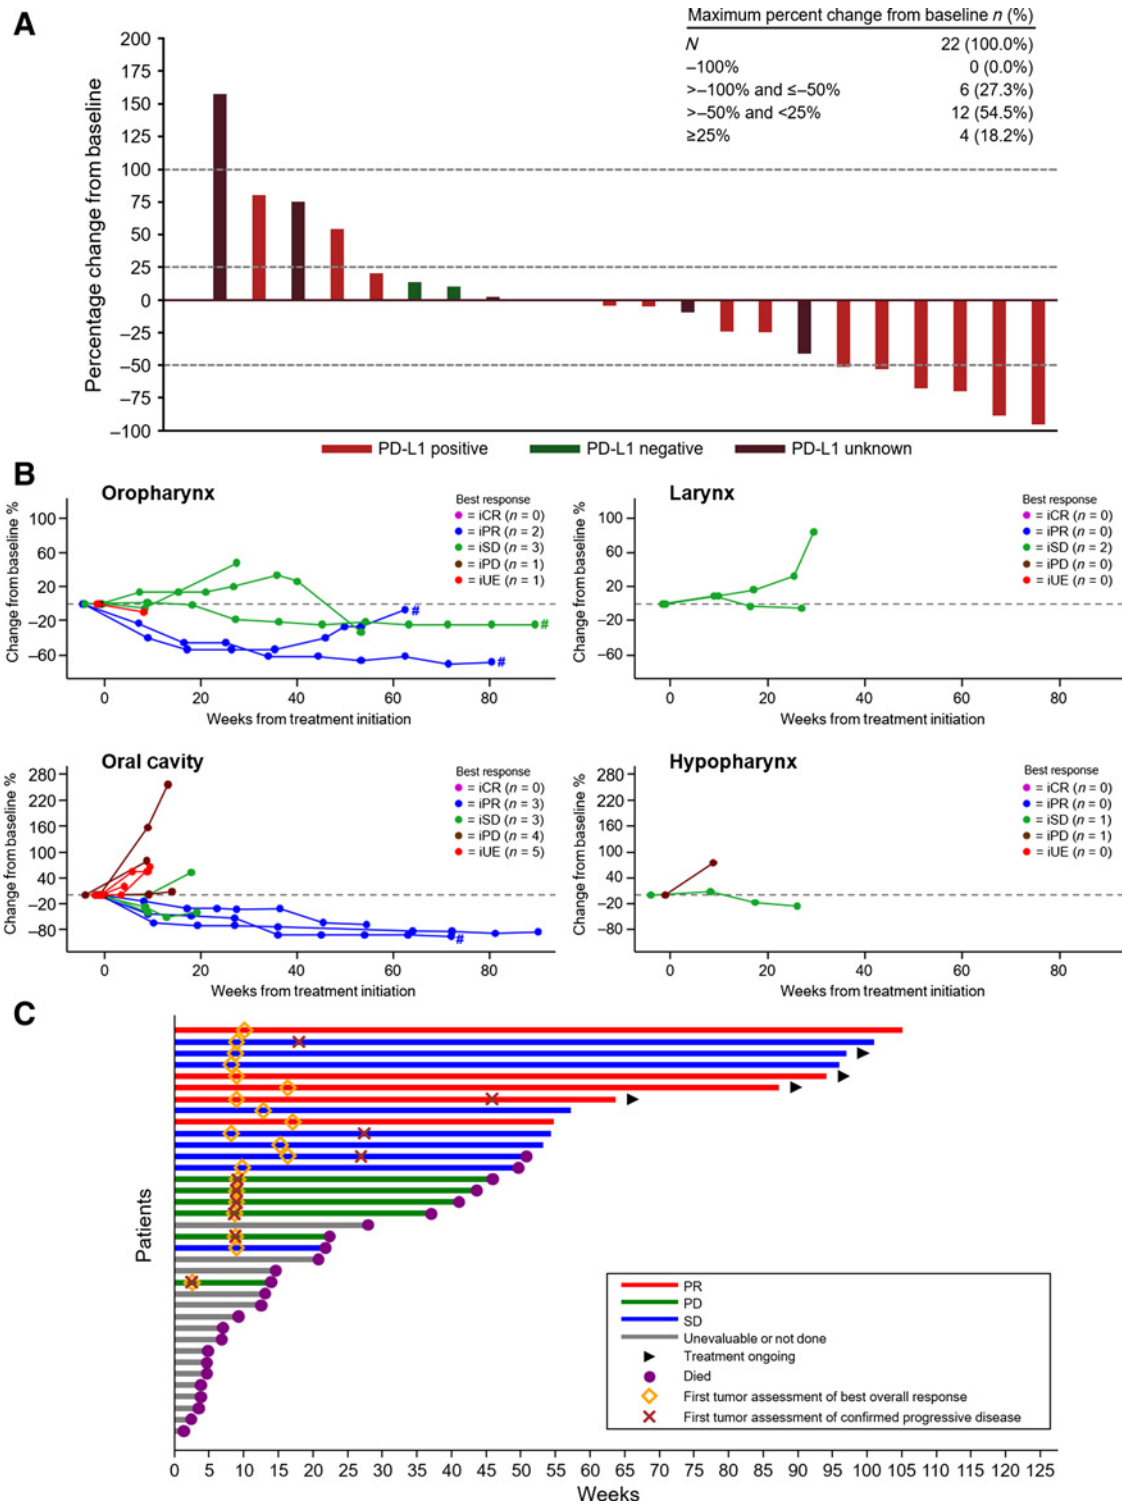 A
Maximum percent change from baseline n (%)
N 22 (100.0%)
–100% 0 (0.0%)
>–100% and ≤–50% 6 (27.3%)
>–50% and <25% 12 (54.5%)
≥25% 4 (18.2%)
Percentage change from baseline
200
175
150
125
100
75
50
25
0
–25
–50
–75
–100
PD-L1 positive PD-L1 negative PD-L1 unknown
B
Oropharynx
Change from baseline %
100
60
20
–20
–60
Best response
= iCR (n = 0)
= iPR (n = 2)
= iSD (n = 3)
= iPD (n = 1)
= iUE (n = 1)
#
#
#
0 20 40 60 80
Weeks from treatment initiation
Larynx
Change from baseline %
100
60
20
–20
–60
Best response
= iCR (n = 0)
= iPR (n = 0)
= iSD (n = 2)
= iPD (n = 0)
= iUE (n = 0)
0 20 40 60 80
Weeks from treatment initiation
Oral cavity
Change from baseline %
280
220
160
100
40
–20
–80
Best response
= iCR (n = 0)
= iPR (n = 3)
= iSD (n = 3)
= iPD (n = 4)
= iUE (n = 5)
#
0 20 40 60 80
Weeks from treatment initiation
Hypopharynx
Change from baseline %
280
220
160
100
40
–20
–80
Best response
= iCR (n = 0)
= iPR (n = 0)
= iSD (n = 1)
= iPD (n = 1)
= iUE (n = 0)
0 20 40 60 80
Weeks from treatment initiation
C
Patients
PR
PD
SD
Unevaluable or not done
Treatment ongoing
Died
First tumor assessment of best overall response
First tumor assessment of confirmed progressive disease
0 5 10 15 20 25 30 35 40 45 50 55 60 65 70 75 80 85 90 95 100 105 110 115 120 125
Weeks